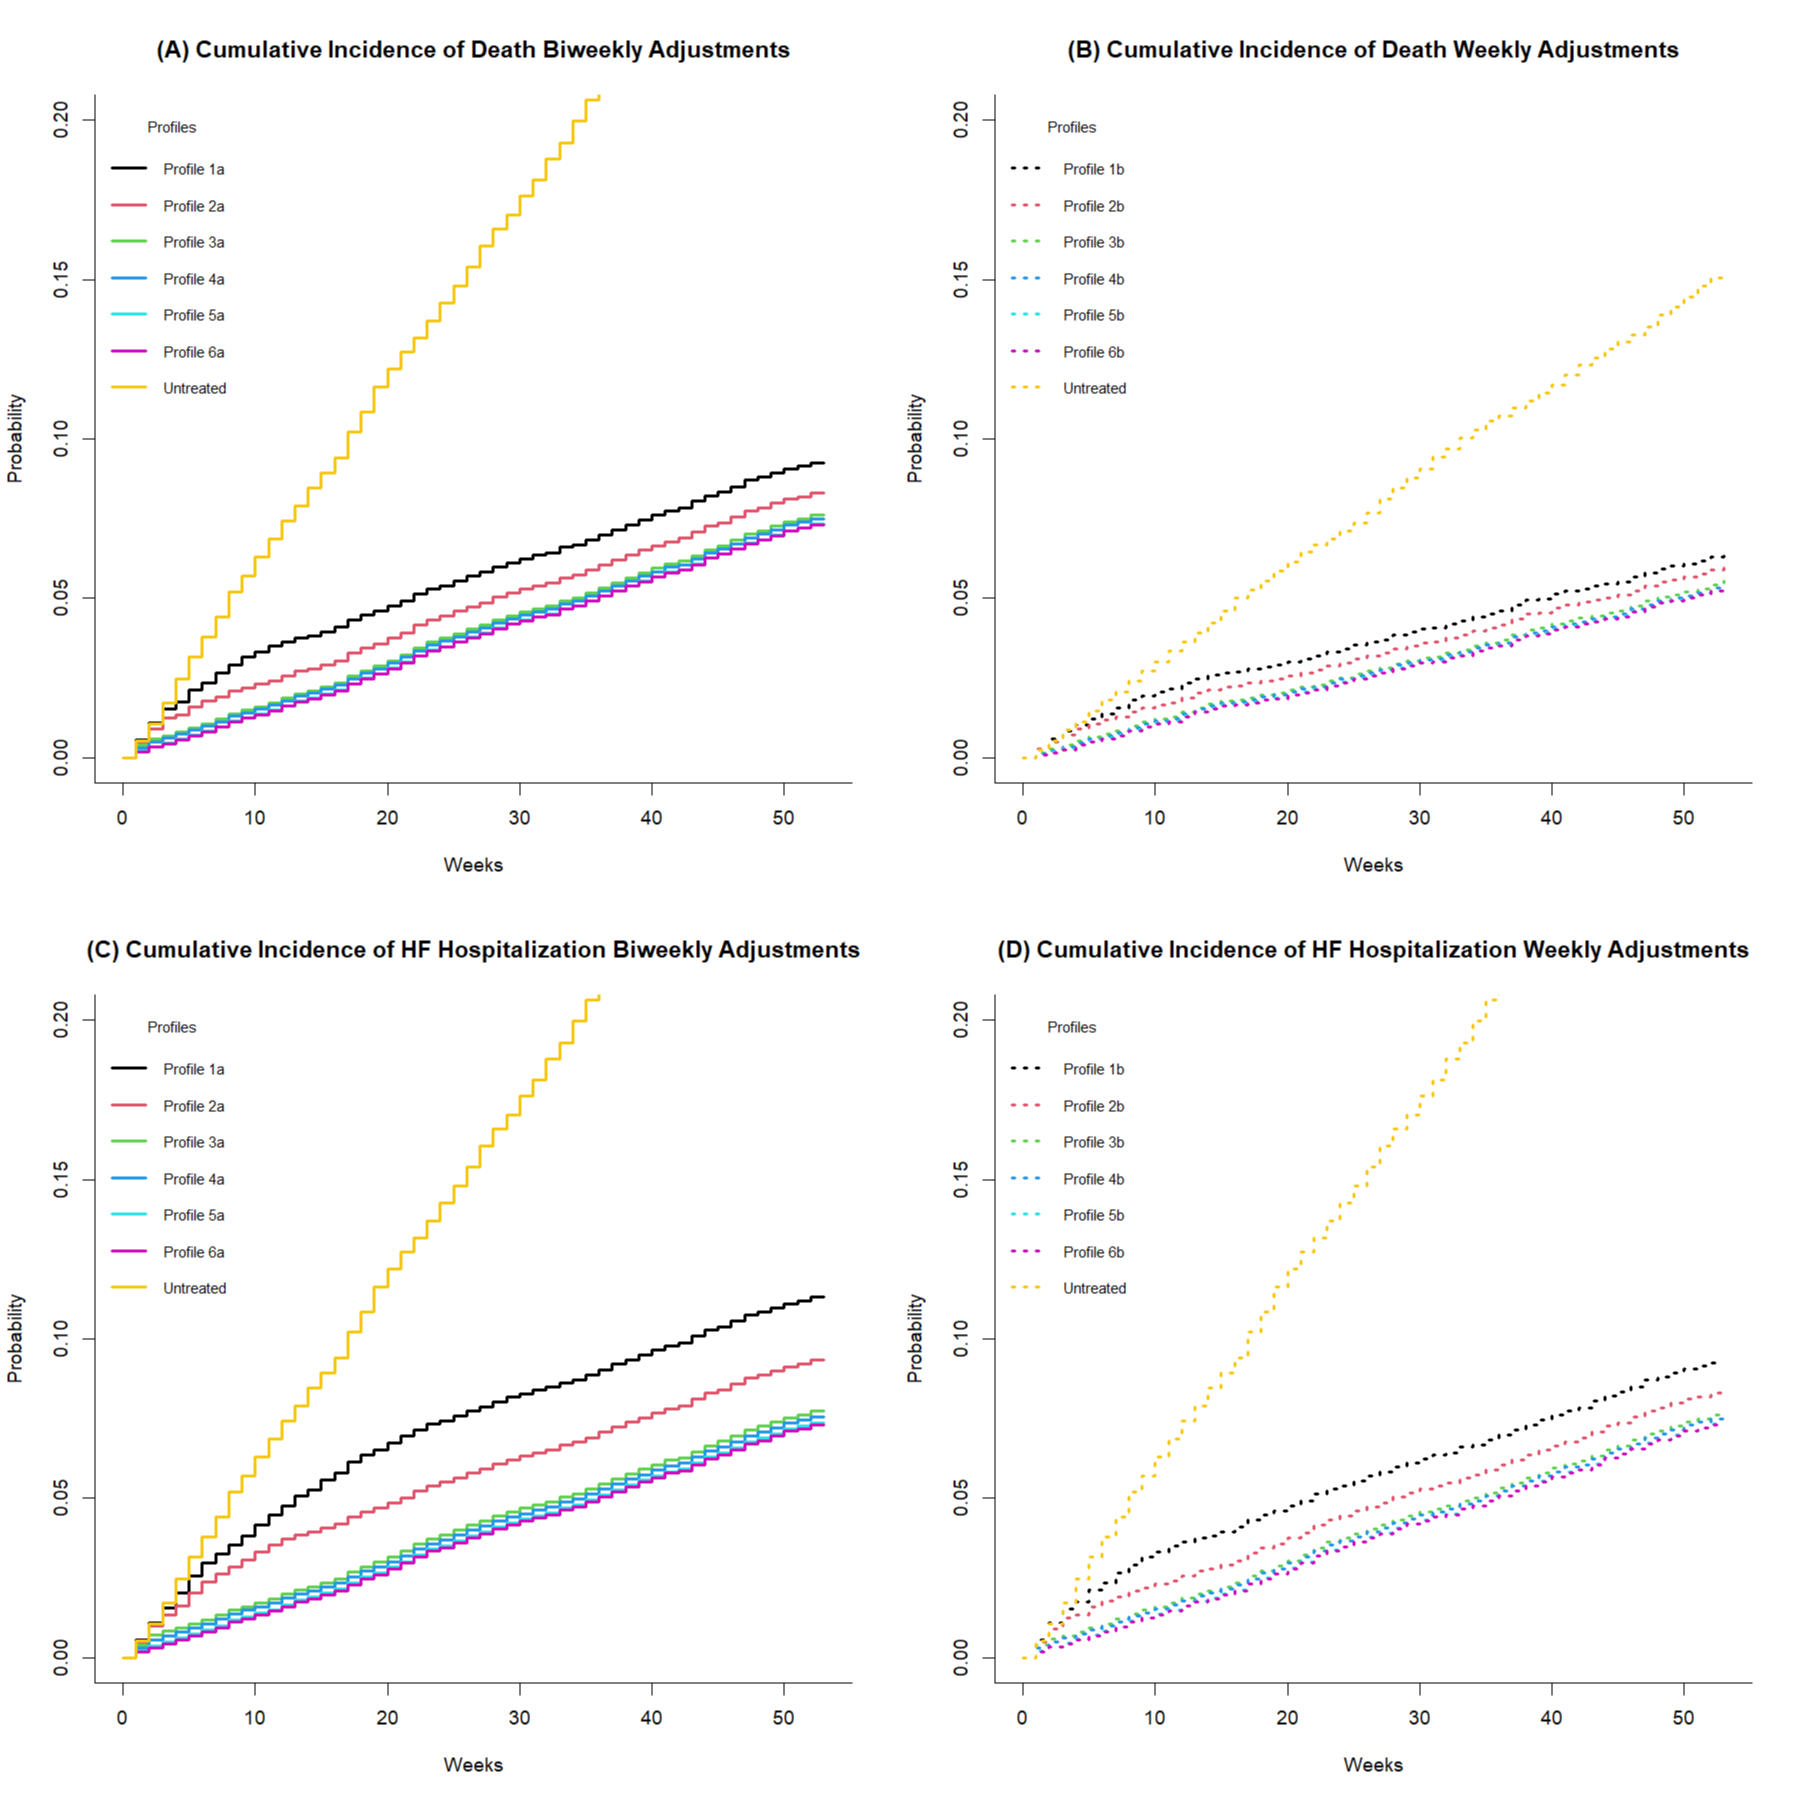 (A) Cumulative Incidence of Death Biweekly Adjustments
Probability
0.20
0.15
0.10
0.05
0.00
Profiles
Profile 1a
Profile 2a
Profile 3a
Profile 4a
Profile 5a
Profile 6a
Untreated
0 10 20 30 40 50
Weeks
(B) Cumulative Incidence of Death Weekly Adjustments
Probability
0.20
0.15
0.10
0.05
0.00
Profiles
Profile 1b
Profile 2b
Profile 3b
Profile 4b
Profile 5b
Profile 6b
Untreated
0 10 20 30 40 50
Weeks
(C) Cumulative Incidence of HF Hospitalization Biweekly Adjustments
Probability
0.20
0.15
0.10
0.05
0.00
Profiles
Profile 1a
Profile 2a
Profile 3a
Profile 4a
Profile 5a
Profile 6a
Untreated
0 10 20 30 40 50
Weeks
(D) Cumulative Incidence of HF Hospitalization Weekly Adjustments
Probability
0.20
0.15
0.10
0.05
0.00
Profiles
Profile 1b
Profile 2b
Profile 3b
Profile 4b
Profile 5b
Profile 6b
Untreated
0 10 20 30 40 50
Weeks